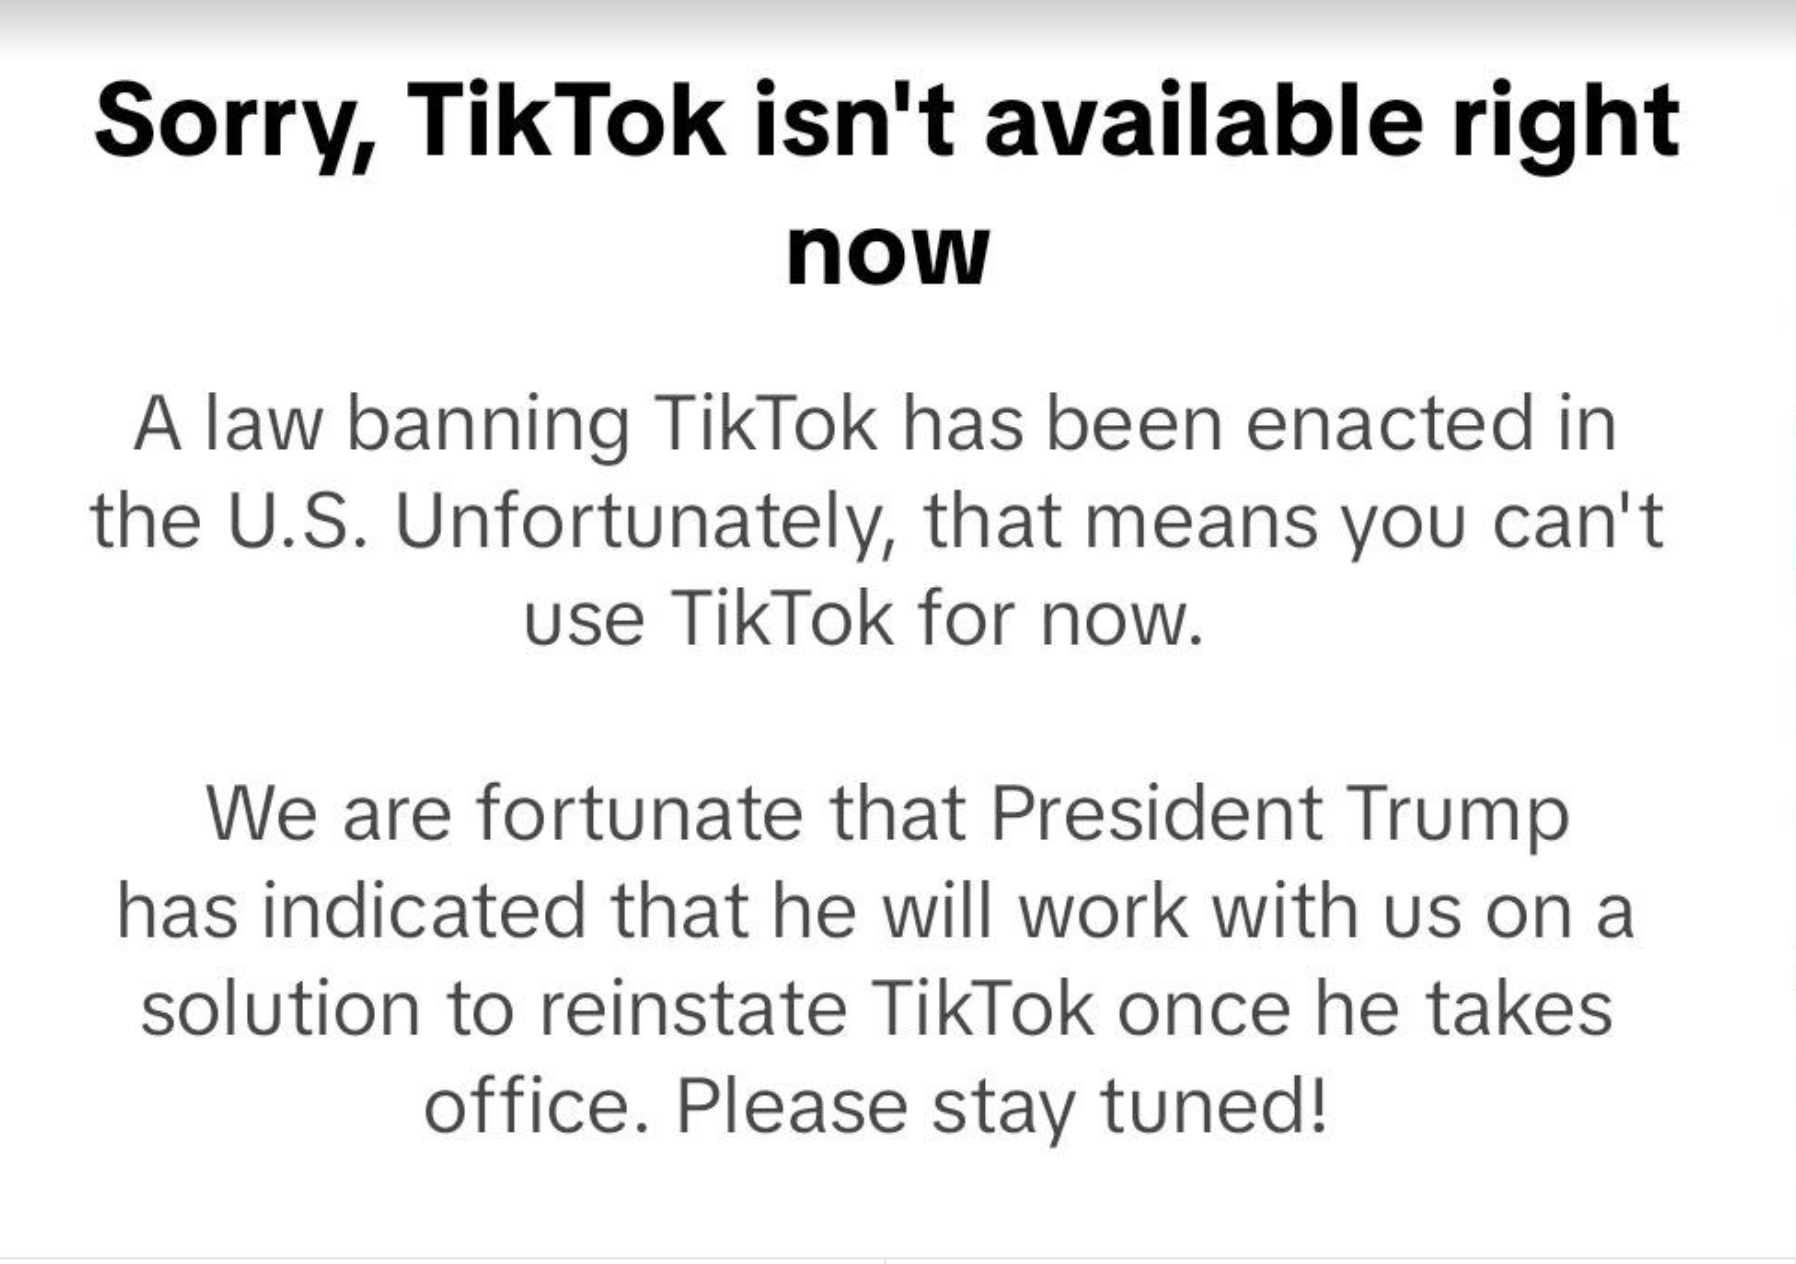 Sorry, TikTok isn't available right
now
A law banning TikTok has been enacted in
the U.S. Unfortunately, that means you can't
use TikTok for now.
We are fortunate that President Trump
has indicated that he will work with us on a
solution to reinstate TikTok once he takes
office. Please stay tuned!